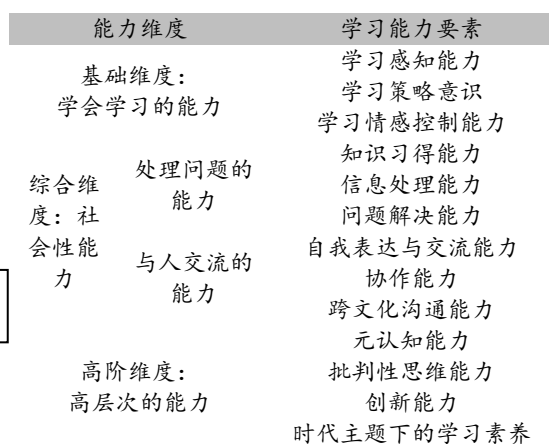 能力维度 学习能力要素
基础维度：
学会学习的能力
学习感知能力
学习策略意识
学习情感控制能力
综合维
度：社
会性能
力
处理问题的
能力
知识习得能力
信息处理能力
问题解决能力
与人交流的
能力
自我表达与交流能力
协作能力
跨文化沟通能力
高阶维度：
高层次的能力
元认知能力
批判性思维能力
创新能力
时代主题下的学习素养